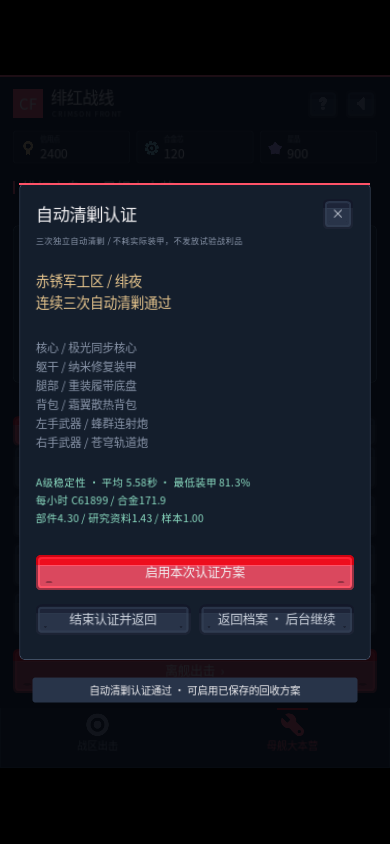 CF
绯红战线
?
2400
120
900
自动清剿认证
×
三次独立自动清剿 / 不耗实际装甲，不发放试验战利品
赤锈军工区 / 绯夜
连续三次自动清剿通过
核心 / 极光同步核心
躯干 / 纳米修复装甲
腿部 / 重装履带底盘
背包 / 霜翼散热背包
左手武器 / 蜂群连射炮
右手武器 / 苍穹轨道炮
A级稳定性 · 平均 5.58秒 · 最低装甲 81.3%
每小时 C61899 / 合金171.9
部件4.30 / 研究资料1.43 / 样本1.00
启用本次认证方案
结束认证并返回
返回档案 · 后台继续
自动清剿认证通过 · 可启用已保存的回收方案